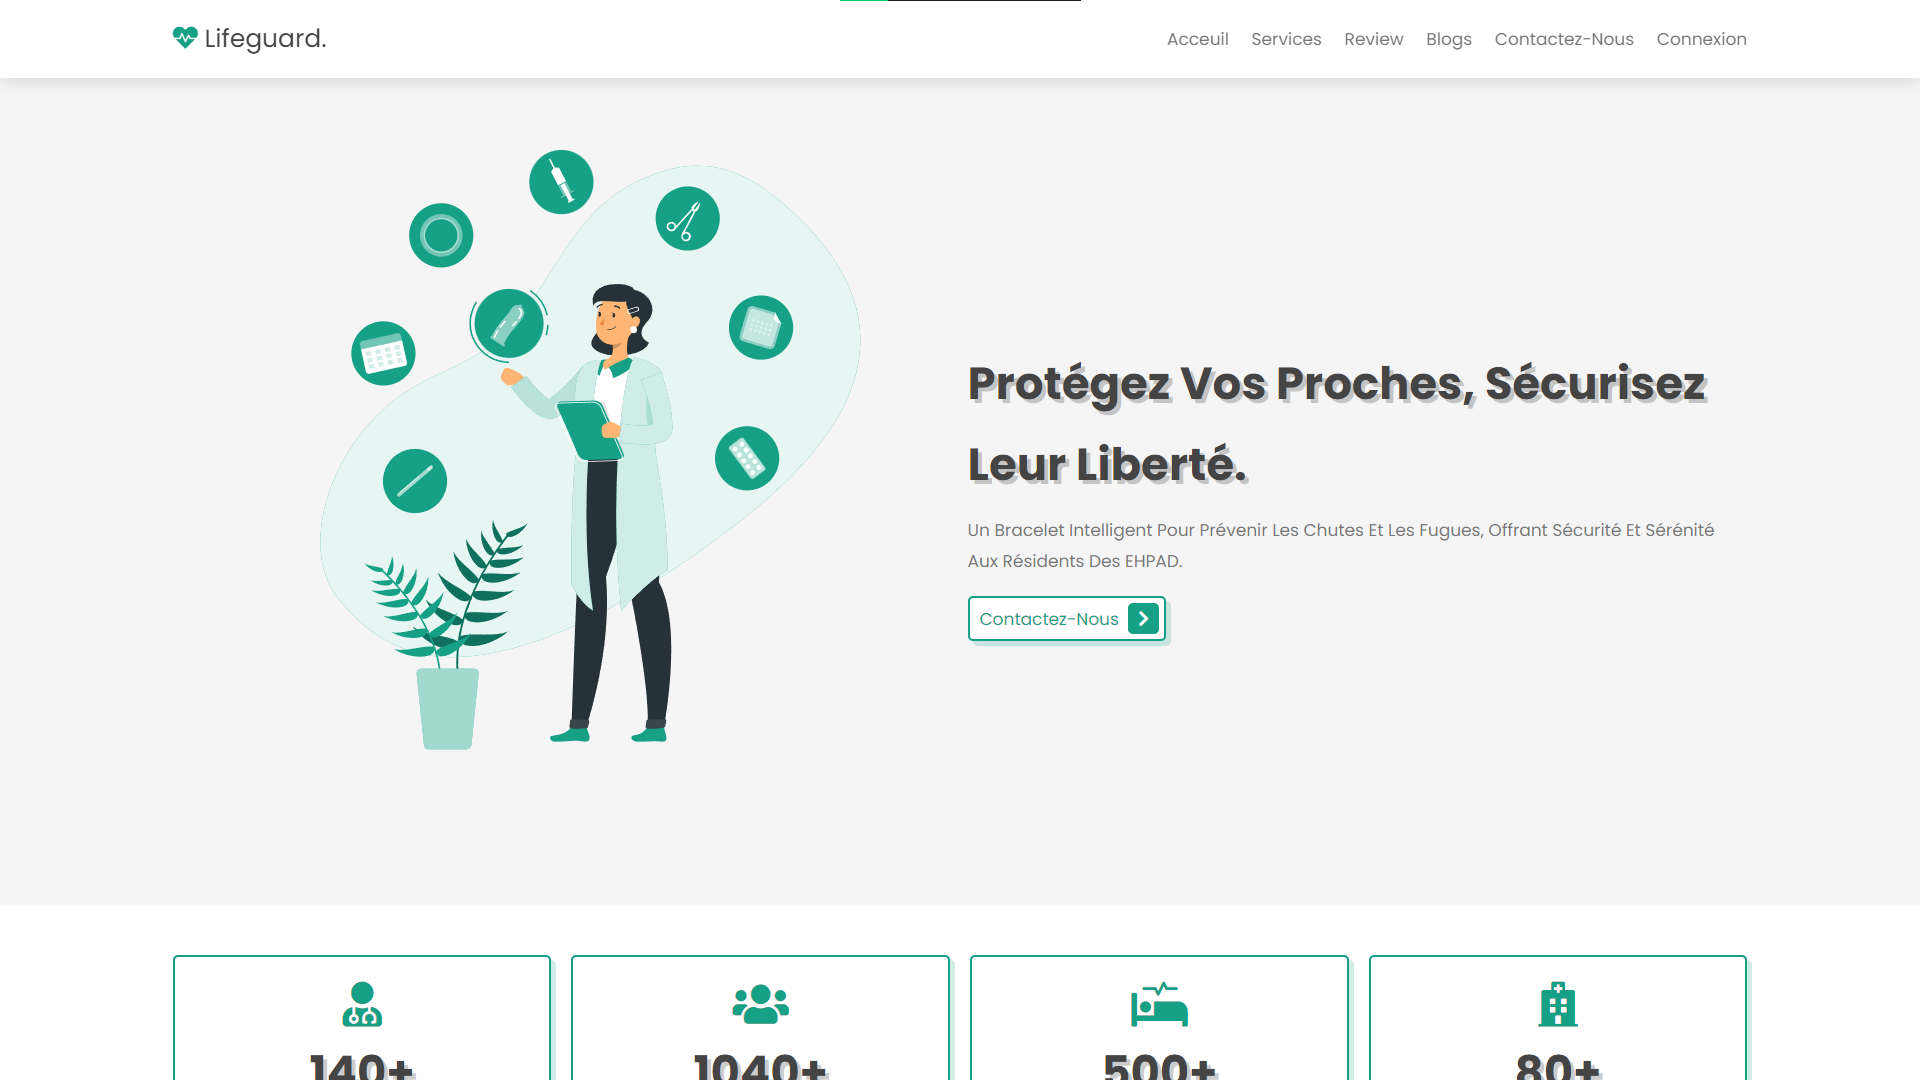 Lifeguard.
Acceuil Services Review Blogs Contactez-Nous Connexion
Protégez Vos Proches, Sécurisez
Leur Liberté.
Un Bracelet Intelligent Pour Prévenir Les Chutes Et Les Fugues, Offrant Sécurité Et Sérénité
Aux Résidents Des EHPAD.
Contactez-Nous
140+ 1040+ 500+ 80+